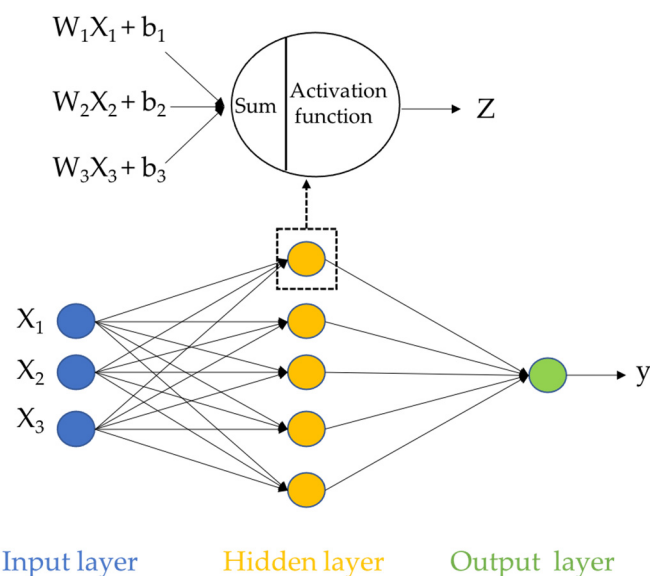 W₁X₁ + b₁
W₂X₂ + b₂
W₃X₃ + b₃
Sum
Activation
function
Z
X₁
X₂
X₃
y
Input layer
Hidden layer
Output layer